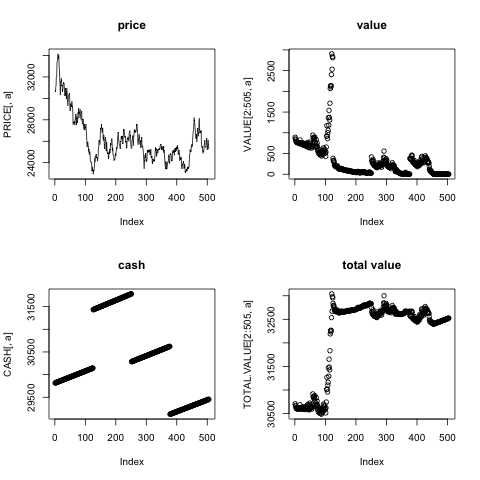 price
PRICE[, a]
24000 28000 32000
0 100 200 300 400 500
Index
value
VALUE[2:505, a]
0 500 1500 2500
0 100 200 300 400 500
Index
cash
CASH[, a]
29500 30500 31500
0 100 200 300 400 500
Index
total value
TOTAL.VALUE[2:505, a]
30500 31500 32500
0 100 200 300 400 500
Index